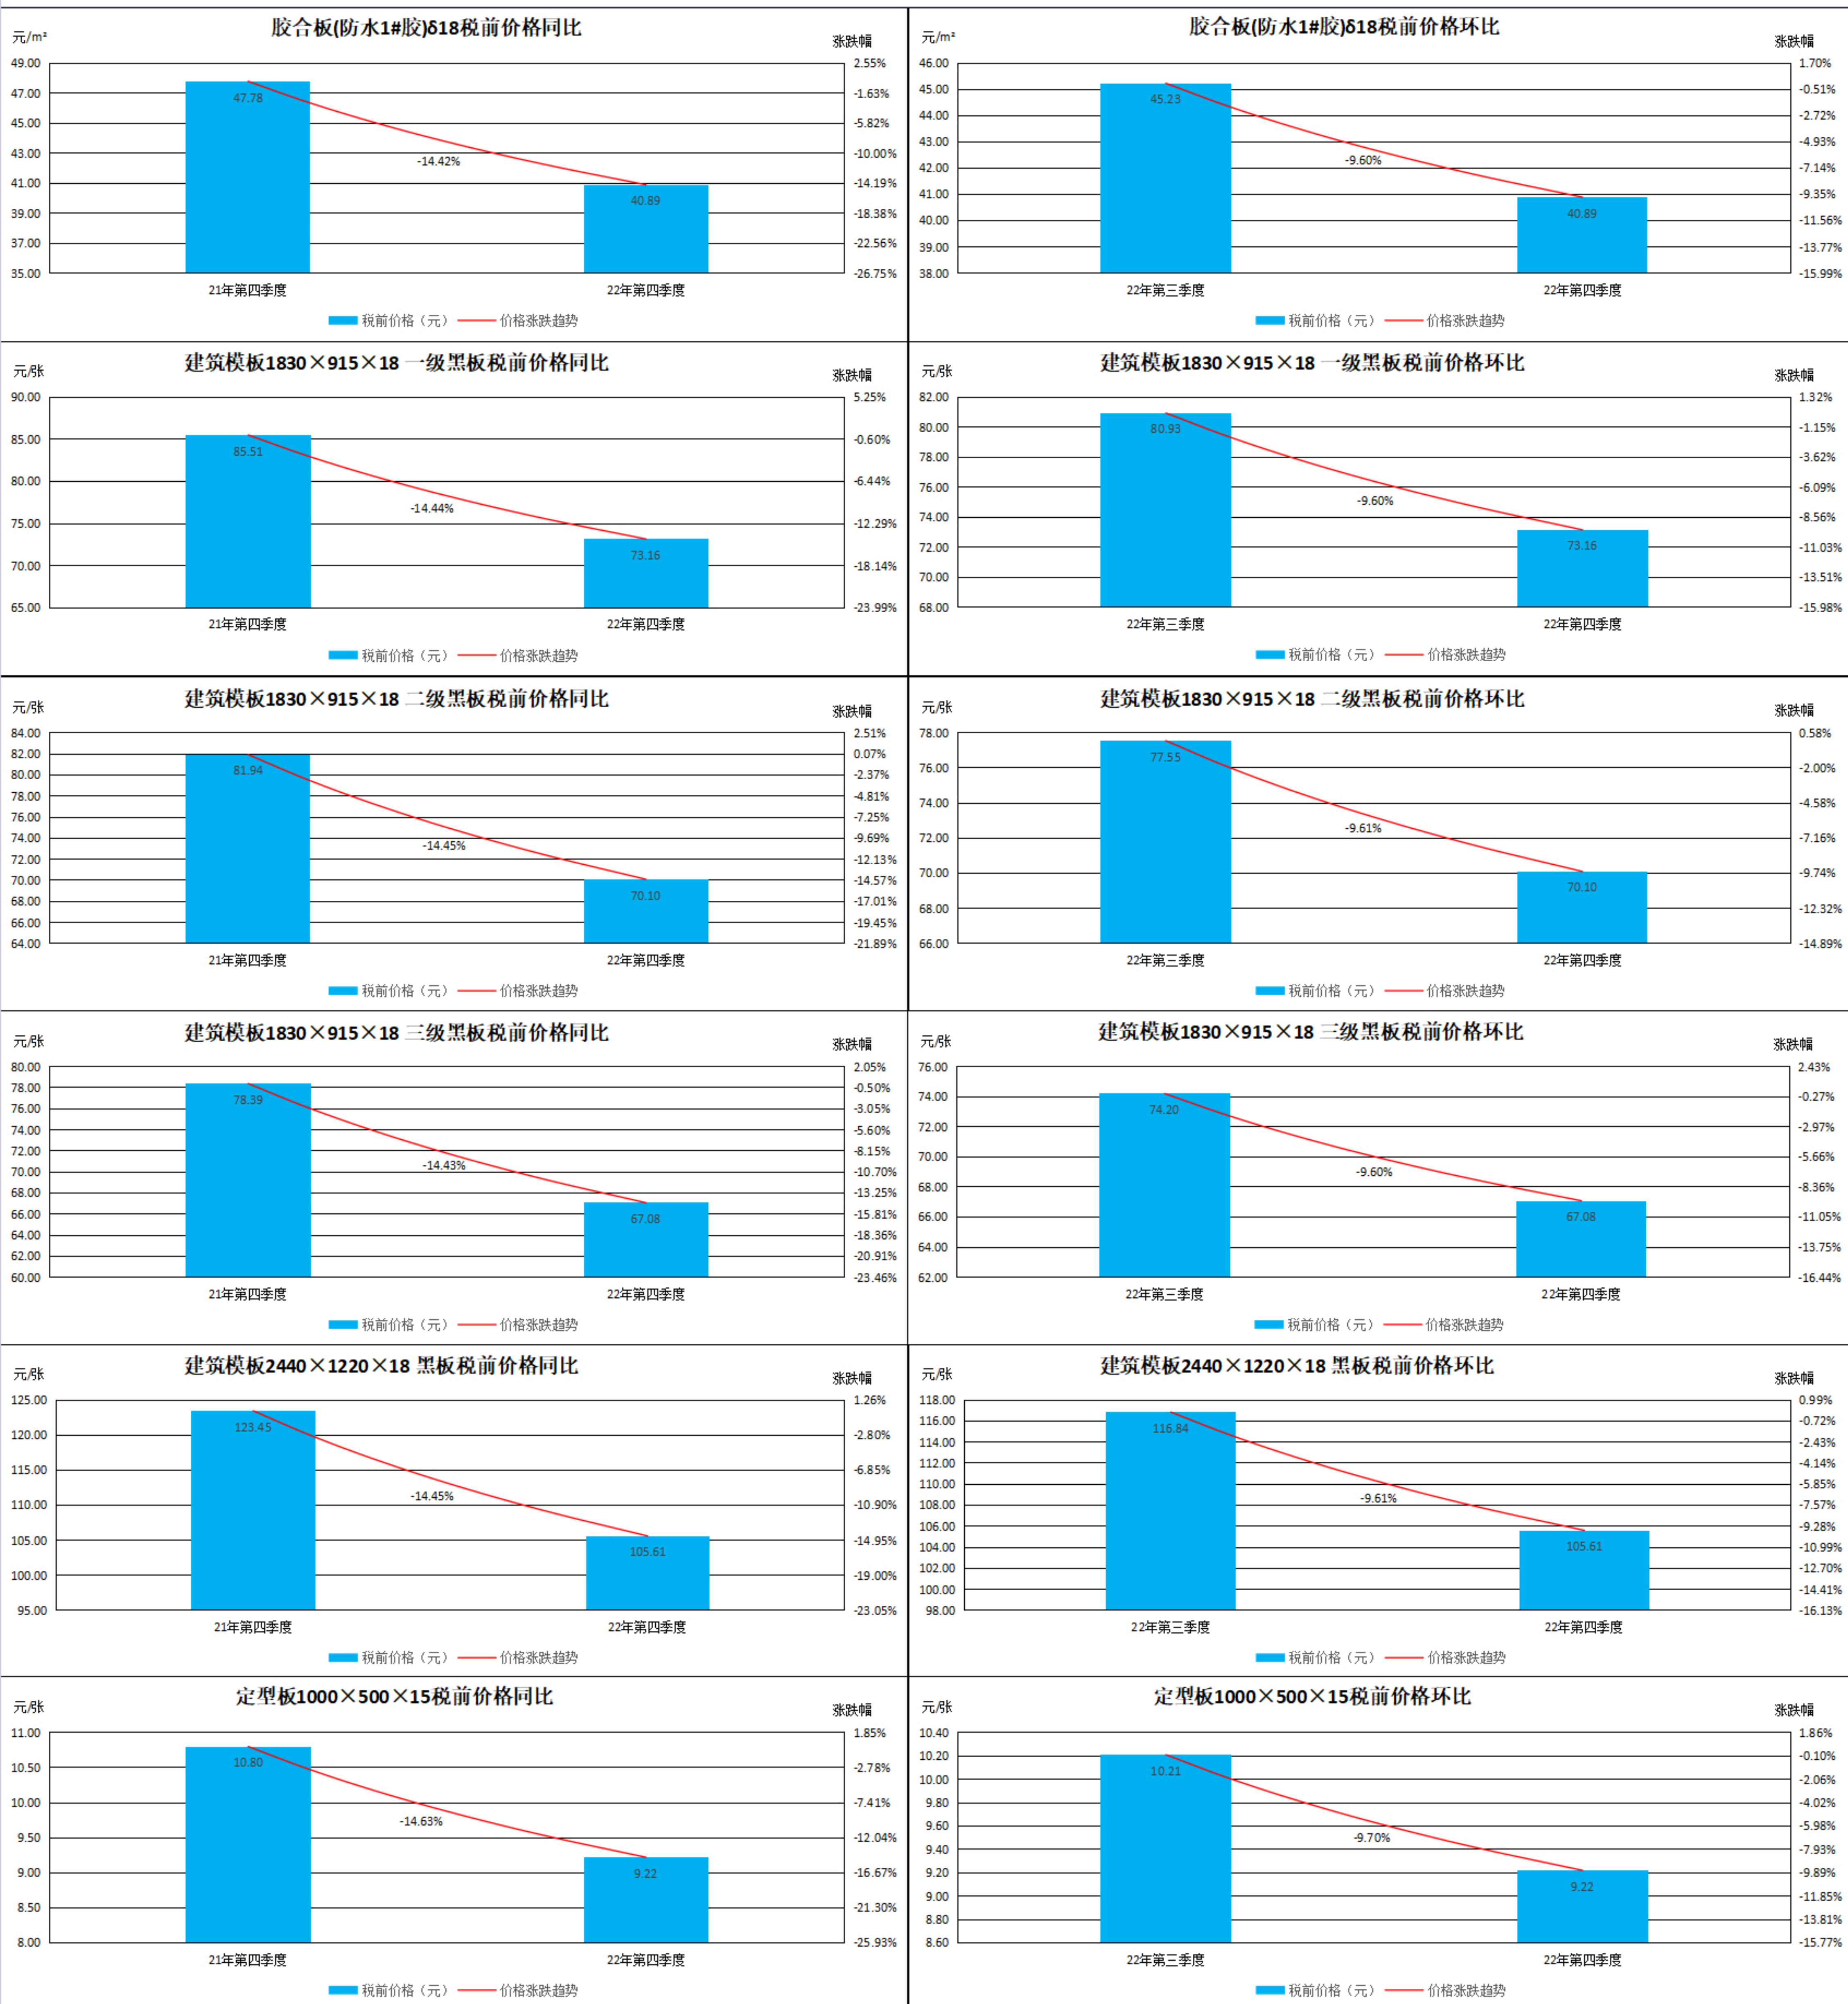 胶合板(防水1#胶)δ18税前价格同比
元/m²
涨跌幅
49.00
47.00
45.00
43.00
41.00
39.00
37.00
35.00
2.55%
-1.63%
-5.82%
-10.00%
-14.19%
-18.38%
-22.56%
-26.75%
47.78
-14.42%
40.89
21年第四季度
22年第四季度
税前价格（元）
价格涨跌趋势
胶合板(防水1#胶)δ18税前价格环比
元/m²
涨跌幅
46.00
45.00
44.00
43.00
42.00
41.00
40.00
39.00
38.00
1.70%
-0.51%
-2.72%
-4.93%
-7.14%
-9.35%
-11.56%
-13.77%
-15.99%
45.23
-9.60%
40.89
22年第三季度
22年第四季度
税前价格（元）
价格涨跌趋势
建筑模板1830×915×18 一级黑板税前价格同比
元/张
涨跌幅
90.00
85.00
80.00
75.00
70.00
65.00
5.25%
-0.60%
-6.44%
-12.29%
-18.14%
-23.99%
85.51
-14.44%
73.16
21年第四季度
22年第四季度
税前价格（元）
价格涨跌趋势
建筑模板1830×915×18 一级黑板税前价格环比
元/张
涨跌幅
82.00
80.00
78.00
76.00
74.00
72.00
70.00
68.00
1.32%
-1.15%
-3.62%
-6.09%
-8.56%
-11.03%
-13.51%
-15.98%
80.93
-9.60%
73.16
22年第三季度
22年第四季度
税前价格（元）
价格涨跌趋势
建筑模板1830×915×18 二级黑板税前价格同比
元/张
涨跌幅
84.00
82.00
80.00
78.00
76.00
74.00
72.00
70.00
68.00
66.00
64.00
2.51%
0.07%
-2.37%
-4.81%
-7.25%
-9.69%
-12.13%
-14.57%
-17.01%
-19.45%
-21.89%
81.94
-14.45%
70.10
21年第四季度
22年第四季度
税前价格（元）
价格涨跌趋势
建筑模板1830×915×18 二级黑板税前价格环比
元/张
涨跌幅
78.00
76.00
74.00
72.00
70.00
68.00
66.00
0.58%
-2.00%
-4.58%
-7.16%
-9.74%
-12.32%
-14.89%
77.55
-9.61%
70.10
22年第三季度
22年第四季度
税前价格（元）
价格涨跌趋势
建筑模板1830×915×18 三级黑板税前价格同比
元/张
涨跌幅
80.00
78.00
76.00
74.00
72.00
70.00
68.00
66.00
64.00
62.00
60.00
2.05%
-0.50%
-3.05%
-5.60%
-8.15%
-10.70%
-13.25%
-15.81%
-18.36%
-20.91%
-23.46%
78.39
-14.43%
67.08
21年第四季度
22年第四季度
税前价格（元）
价格涨跌趋势
建筑模板1830×915×18 三级黑板税前价格环比
元/张
涨跌幅
76.00
74.00
72.00
70.00
68.00
66.00
64.00
62.00
2.43%
-0.27%
-2.97%
-5.66%
-8.36%
-11.05%
-13.75%
-16.44%
74.20
-9.60%
67.08
22年第三季度
22年第四季度
税前价格（元）
价格涨跌趋势
建筑模板2440×1220×18 黑板税前价格同比
元/张
涨跌幅
125.00
120.00
115.00
110.00
105.00
100.00
95.00
1.26%
-2.80%
-6.85%
-10.90%
-14.95%
-19.00%
-23.05%
123.45
-14.45%
105.61
21年第四季度
22年第四季度
税前价格（元）
价格涨跌趋势
建筑模板2440×1220×18 黑板税前价格环比
元/张
涨跌幅
118.00
116.00
114.00
112.00
110.00
108.00
106.00
104.00
102.00
100.00
98.00
0.99%
-0.72%
-2.43%
-4.14%
-5.85%
-7.57%
-9.28%
-10.99%
-12.70%
-14.41%
-16.13%
116.84
-9.61%
105.61
22年第三季度
22年第四季度
税前价格（元）
价格涨跌趋势
定型板1000×500×15税前价格同比
元/张
涨跌幅
11.00
10.50
10.00
9.50
9.00
8.50
8.00
1.85%
-2.78%
-7.41%
-12.04%
-16.67%
-21.30%
-25.93%
10.80
-14.63%
9.22
21年第四季度
22年第四季度
税前价格（元）
价格涨跌趋势
定型板1000×500×15税前价格环比
元/张
涨跌幅
10.40
10.20
10.00
9.80
9.60
9.40
9.20
9.00
8.80
8.60
1.86%
-0.10%
-2.06%
-4.02%
-5.98%
-7.93%
-9.89%
-11.85%
-13.81%
-15.77%
10.21
-9.70%
9.22
22年第三季度
22年第四季度
税前价格（元）
价格涨跌趋势